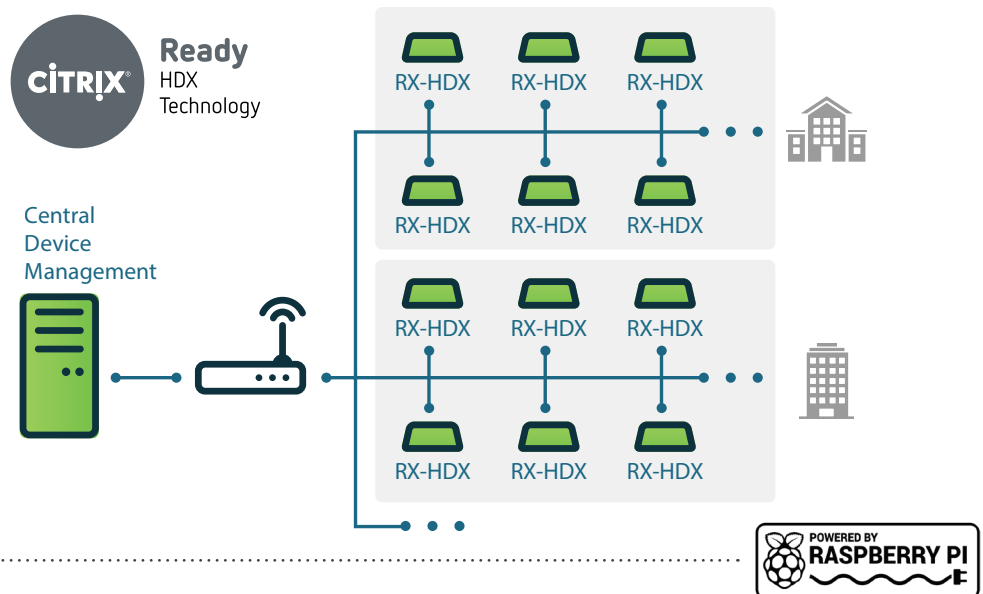 CiTRIX®
Ready
HDX
Technology
Central
Device
Management
RX-HDX RX-HDX RX-HDX
RX-HDX RX-HDX RX-HDX
RX-HDX RX-HDX RX-HDX
RX-HDX RX-HDX RX-HDX
POWERED BY
RASPBERRY PI